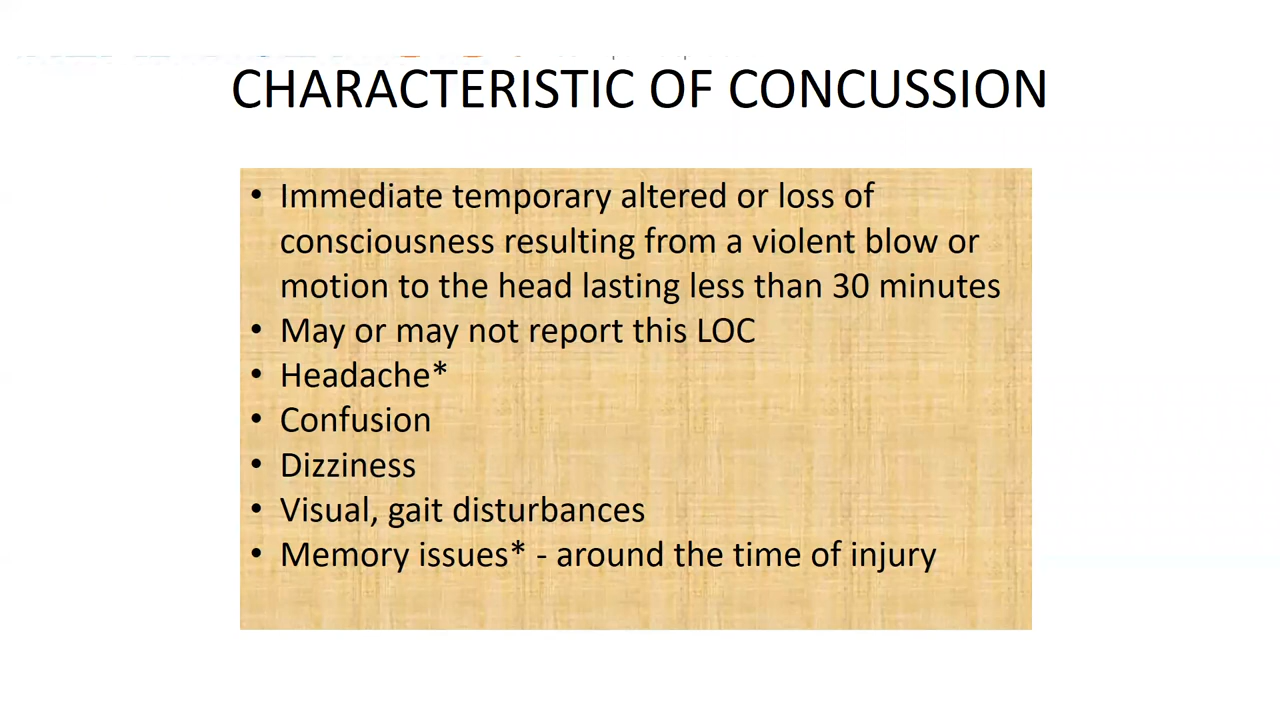 CHARACTERISTIC OF CONCUSSION
• Immediate temporary altered or loss of
consciousness resulting from a violent blow or
motion to the head lasting less than 30 minutes
• May or may not report this LOC
• Headache*
• Confusion
• Dizziness
• Visual, gait disturbances
• Memory issues* - around the time of injury